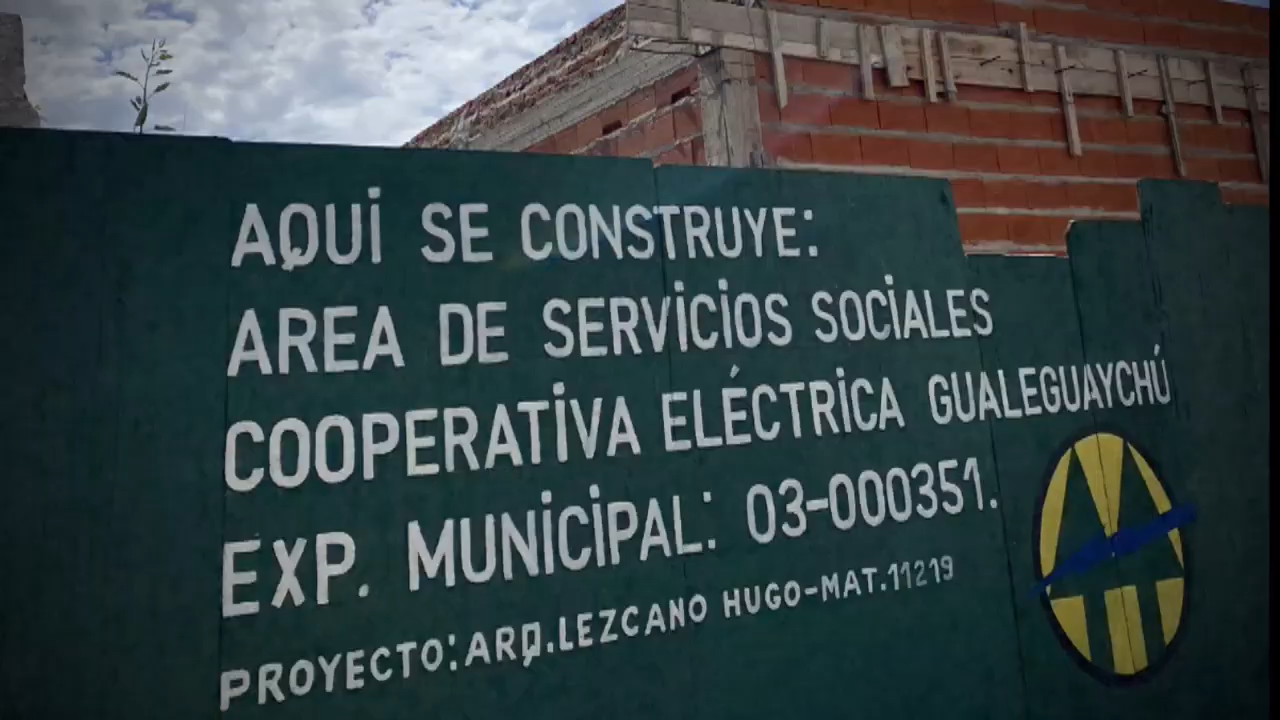 AQUi SE CONSTRUYE:
AREA DE SERViCiOS SOCiALES
COOPERATiVA ELÉCTRiCA GUALEGUAYCHÚ
EXP. MUNiCiPAL: 03-000351.
PROYECTO: ARQ. LEZCANO HUGO-MAT.11219